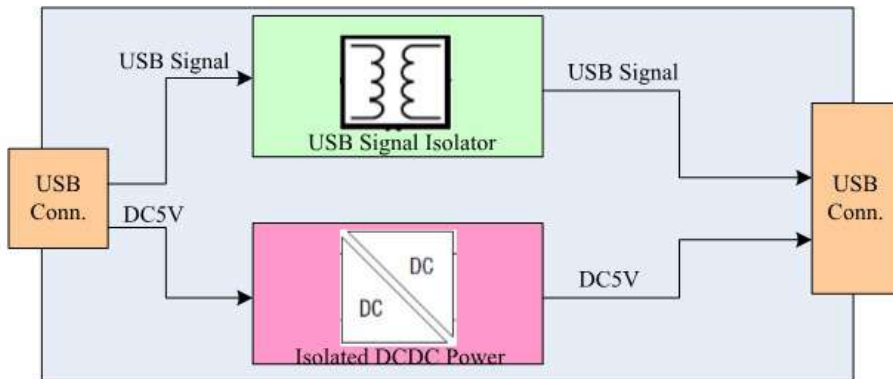 USB Signal
USB Signal
USB Signal Isolator
USB
Conn.
USB
Conn.
DC5V
DC
DC
DC5V
Isolated DCDC Power